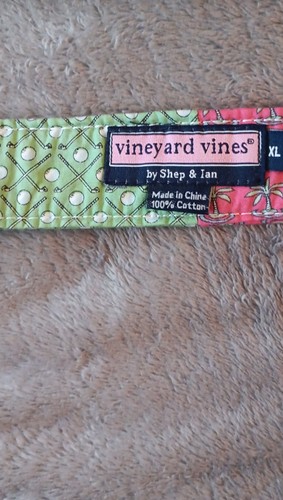 vineyard vines®
XL
by Shep & Ian
Made in China
100% Cotton